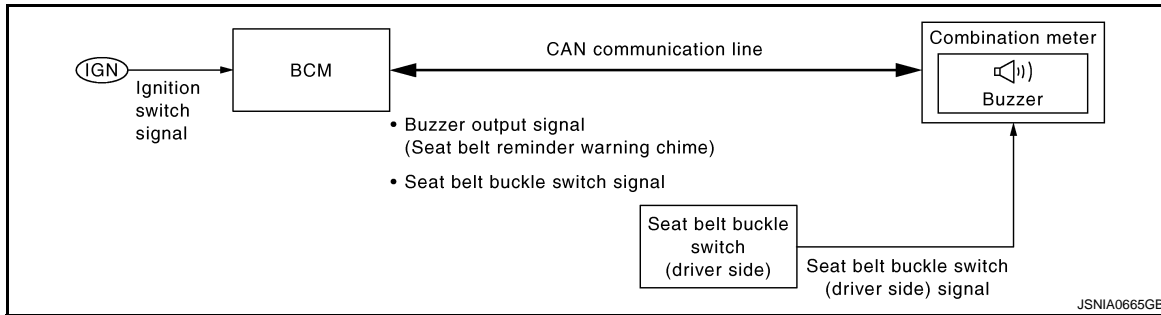 IGN
Ignition
switch
signal
BCM
CAN communication line
• Buzzer output signal
(Seat belt reminder warning chime)
• Seat belt buckle switch signal
Combination meter
Buzzer
Seat belt buckle
switch
(driver side)
Seat belt buckle switch
(driver side) signal
JSNIA0665GB